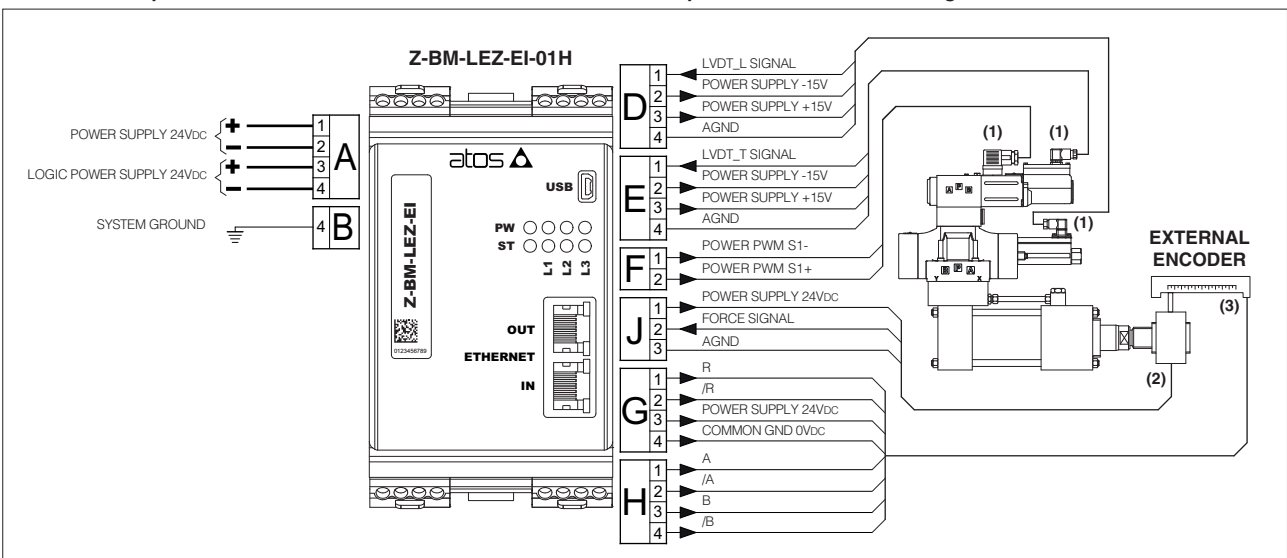 Z-BM-LEZ-EI-01H
POWER SUPPLY 24VDC
+
-
LOGIC POWER SUPPLY 24VDC
+
-
1
2
3
4
A
SYSTEM GROUND
4
B
atos
USB
PW
ST
L1
L2
L3
Z-BM-LEZ-EI
0123456789
OUT
ETHERNET
IN
D
1
2
3
4
LVDT_L SIGNAL
POWER SUPPLY -15V
POWER SUPPLY +15V
AGND
E
1
2
3
4
LVDT_T SIGNAL
POWER SUPPLY -15V
POWER SUPPLY +15V
AGND
F
1
2
POWER PWM S1-
POWER PWM S1+
J
1
2
3
POWER SUPPLY 24VDC
FORCE SIGNAL
AGND
G
1
2
3
4
R
/R
POWER SUPPLY 24VDC
COMMON GND 0VDC
H
1
2
3
4
A
/A
B
/B
(1)
(1)
A P B
(1)
B P A
Y X
EXTERNAL
ENCODER
(3)
(2)